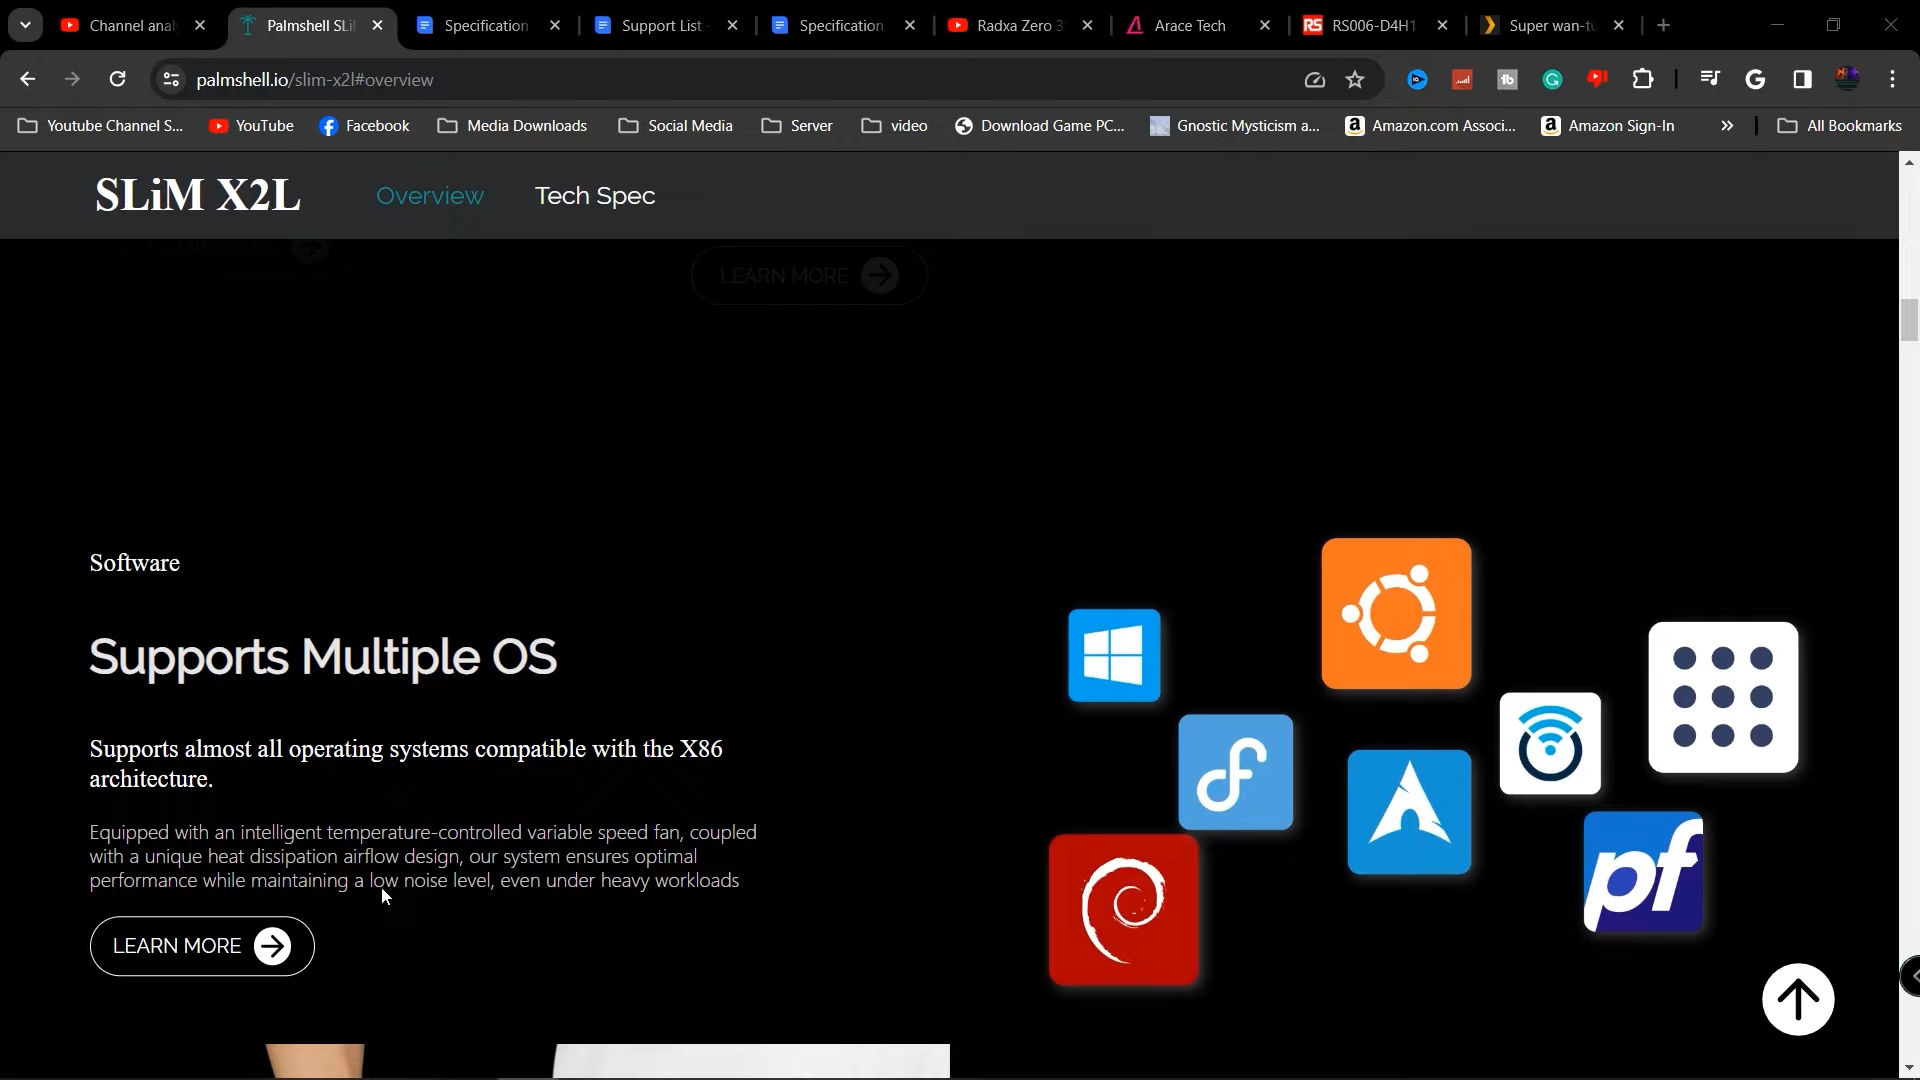 Channel anal
Palmshell SLi
Specification
Support List -
Specification
Radxa Zero 3
Arace Tech
RS
RS006-D4H1
Super wan-tu
palmshell.io/slim-x2l#overview
Youtube Channel S...
YouTube
Facebook
Media Downloads
Social Media
Server
video
Download Game PC...
Gnostic Mysticism a...
Amazon.com Associ...
Amazon Sign-In
All Bookmarks
SLiM X2L
Overview
Tech Spec
LEARN MORE
Software
Supports Multiple OS
Supports almost all operating systems compatible with the X86
architecture.
Equipped with an intelligent temperature-controlled variable speed fan, coupled
with a unique heat dissipation airflow design, our system ensures optimal
performance while maintaining a low noise level, even under heavy workloads
LEARN MORE
pf